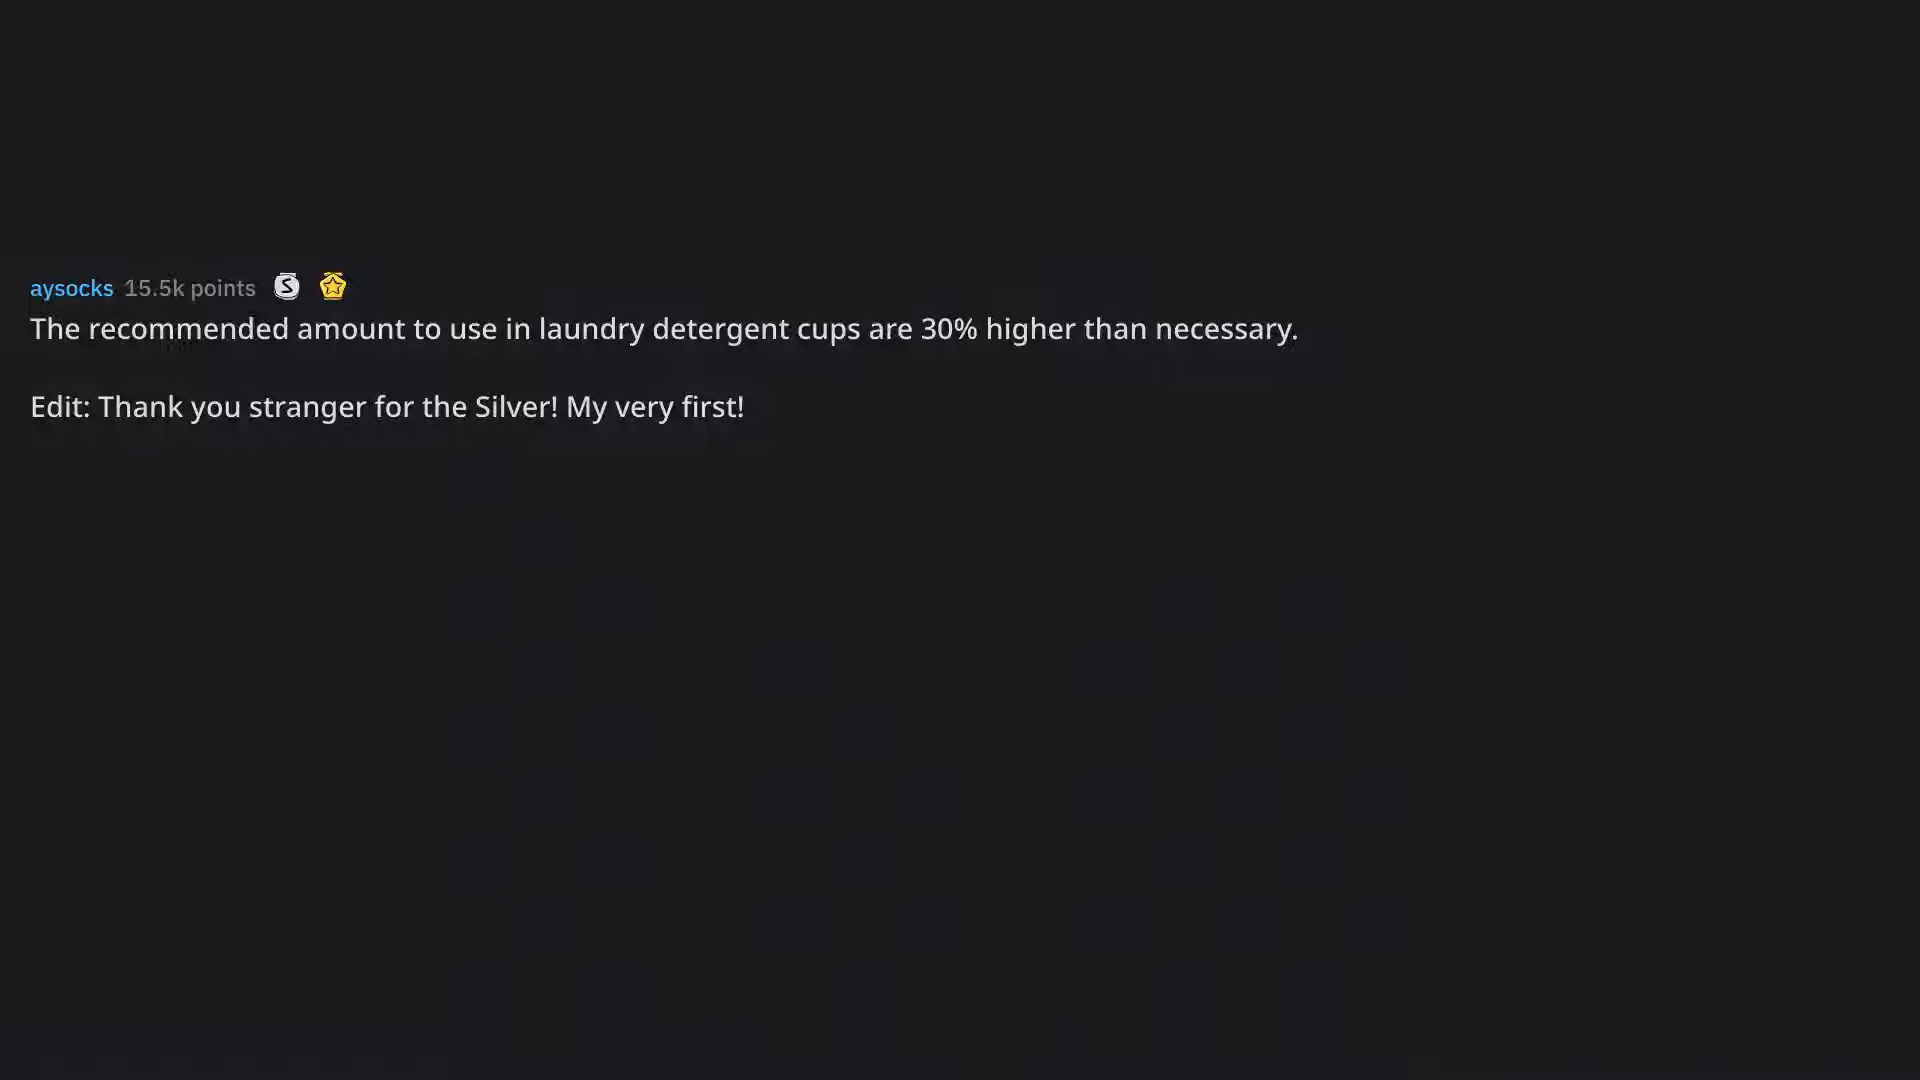 aysocks 15.5k points
The recommended amount to use in laundry detergent cups are 30% higher than necessary.
Edit: Thank you stranger for the Silver! My very first!